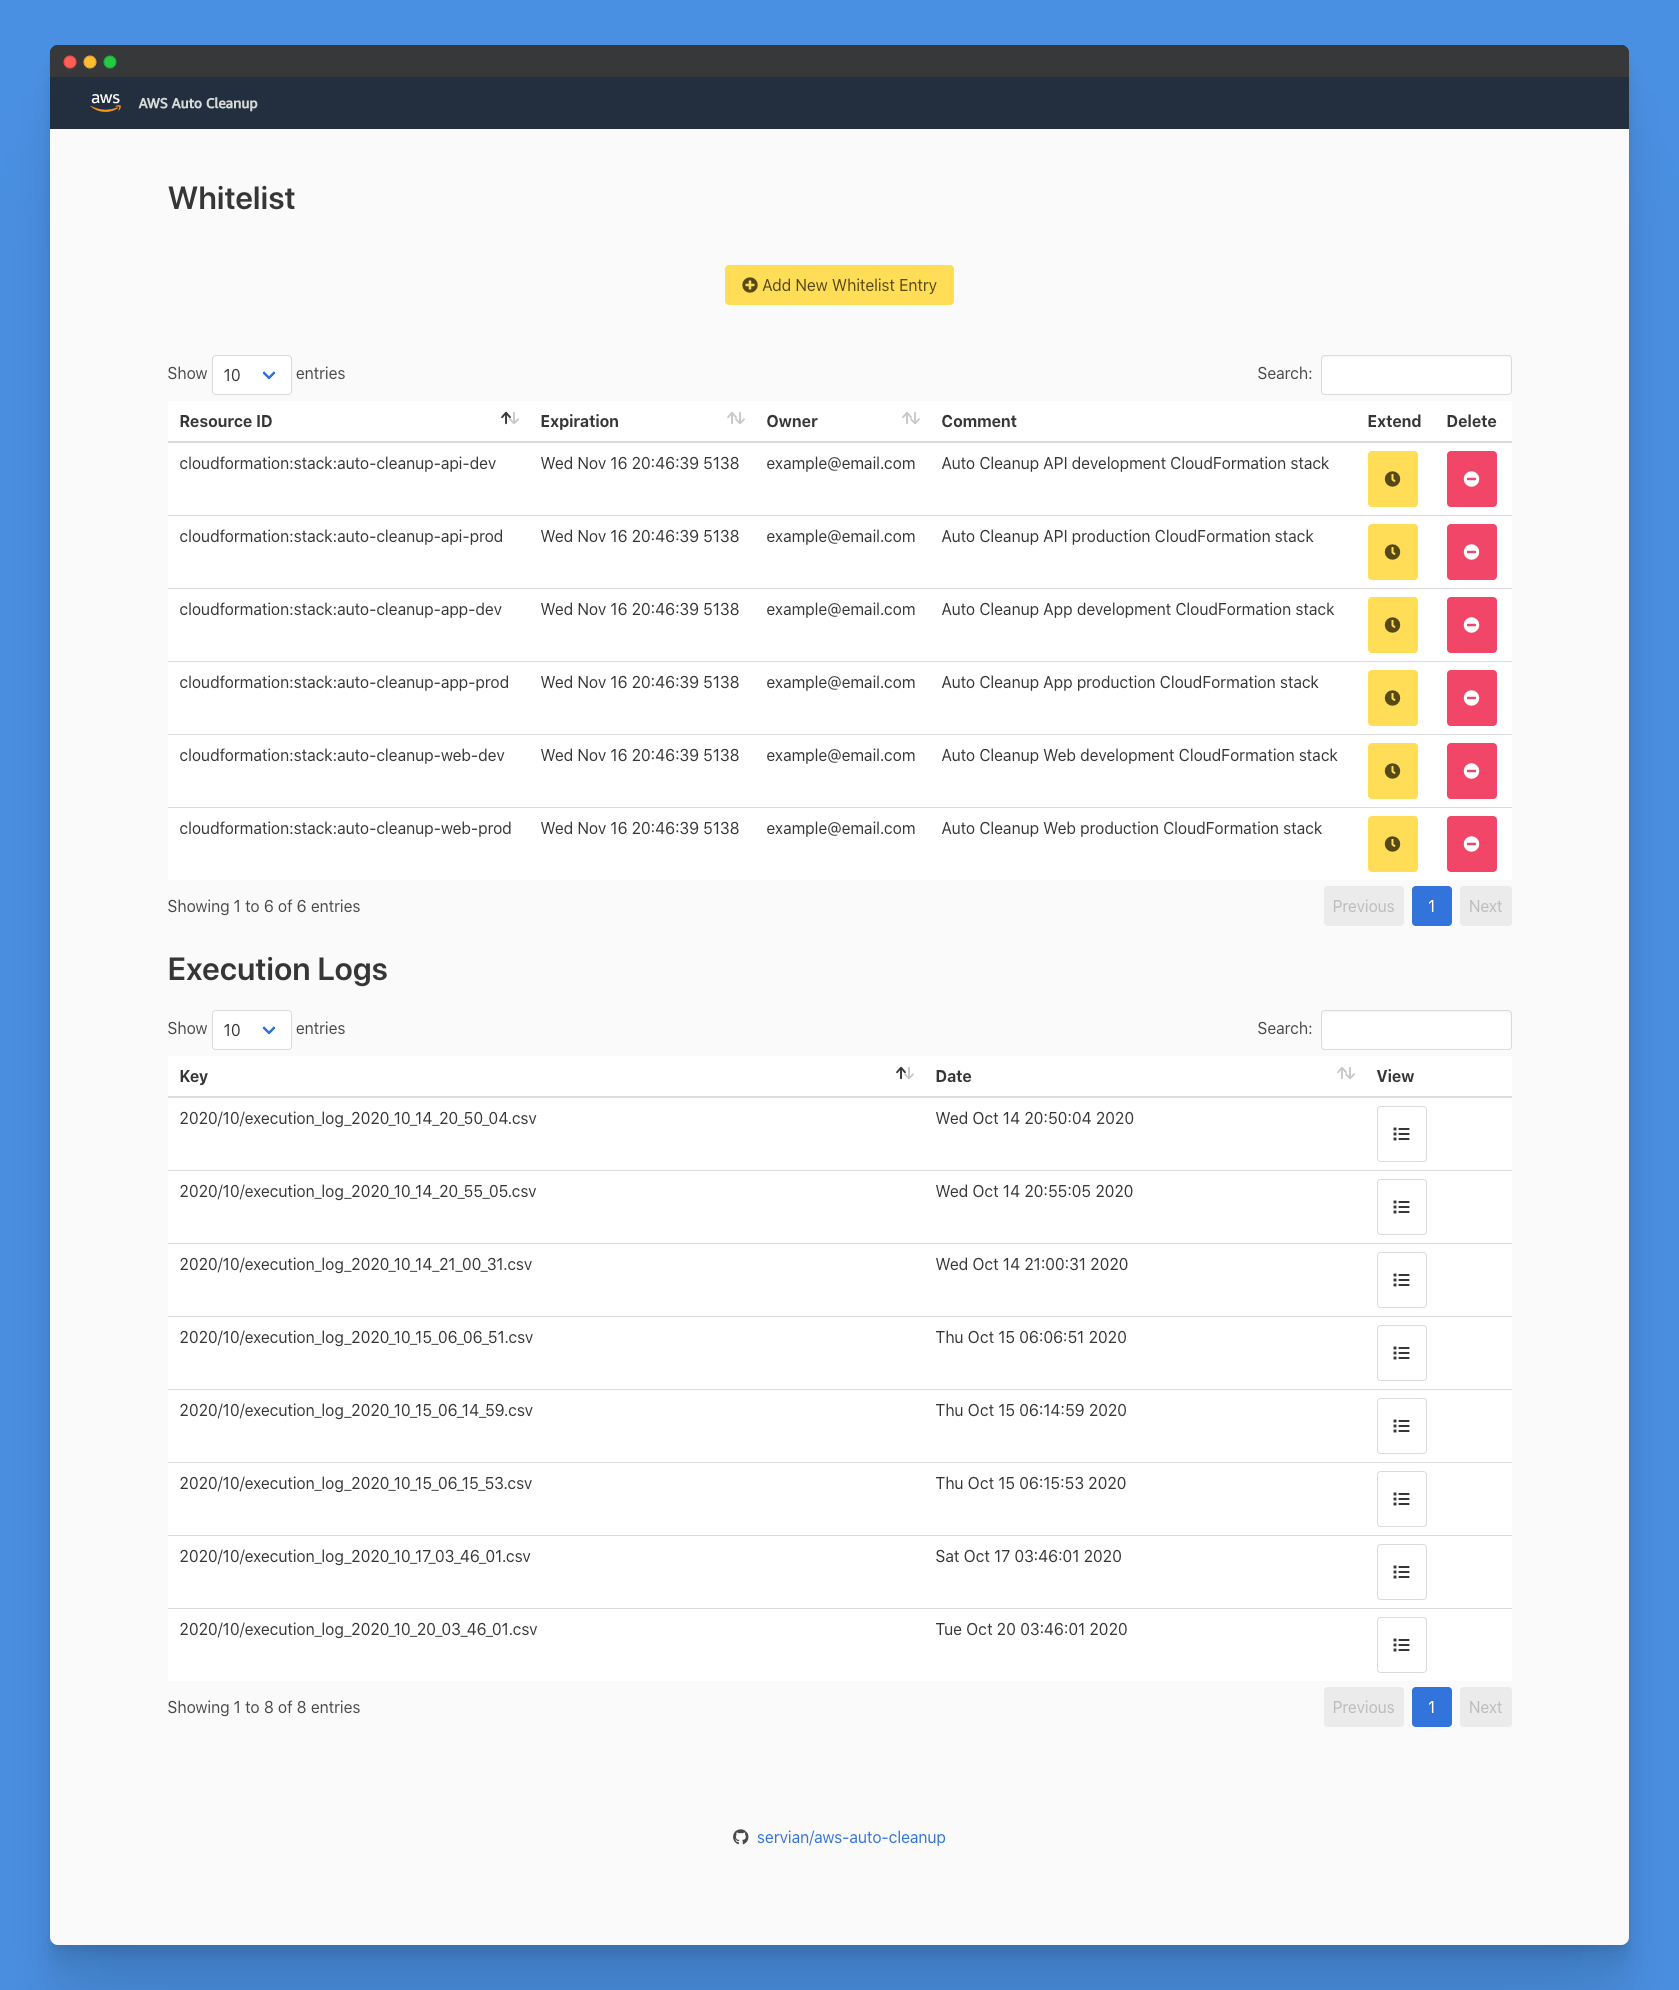 aws AWS Auto Cleanup
Whitelist
Add New Whitelist Entry
Show 10 entries Search:
Resource ID Expiration Owner Comment Extend Delete
cloudformation:stack:auto-cleanup-api-dev Wed Nov 16 20:46:39 5138 example@email.com Auto Cleanup API development CloudFormation stack
cloudformation:stack:auto-cleanup-api-prod Wed Nov 16 20:46:39 5138 example@email.com Auto Cleanup API production CloudFormation stack
cloudformation:stack:auto-cleanup-app-dev Wed Nov 16 20:46:39 5138 example@email.com Auto Cleanup App development CloudFormation stack
cloudformation:stack:auto-cleanup-app-prod Wed Nov 16 20:46:39 5138 example@email.com Auto Cleanup App production CloudFormation stack
cloudformation:stack:auto-cleanup-web-dev Wed Nov 16 20:46:39 5138 example@email.com Auto Cleanup Web development CloudFormation stack
cloudformation:stack:auto-cleanup-web-prod Wed Nov 16 20:46:39 5138 example@email.com Auto Cleanup Web production CloudFormation stack
Showing 1 to 6 of 6 entries Previous 1 Next
Execution Logs
Show 10 entries Search:
Key Date View
2020/10/execution_log_2020_10_14_20_50_04.csv Wed Oct 14 20:50:04 2020
2020/10/execution_log_2020_10_14_20_55_05.csv Wed Oct 14 20:55:05 2020
2020/10/execution_log_2020_10_14_21_00_31.csv Wed Oct 14 21:00:31 2020
2020/10/execution_log_2020_10_15_06_06_51.csv Thu Oct 15 06:06:51 2020
2020/10/execution_log_2020_10_15_06_14_59.csv Thu Oct 15 06:14:59 2020
2020/10/execution_log_2020_10_15_06_15_53.csv Thu Oct 15 06:15:53 2020
2020/10/execution_log_2020_10_17_03_46_01.csv Sat Oct 17 03:46:01 2020
2020/10/execution_log_2020_10_20_03_46_01.csv Tue Oct 20 03:46:01 2020
Showing 1 to 8 of 8 entries Previous 1 Next
servian/aws-auto-cleanup